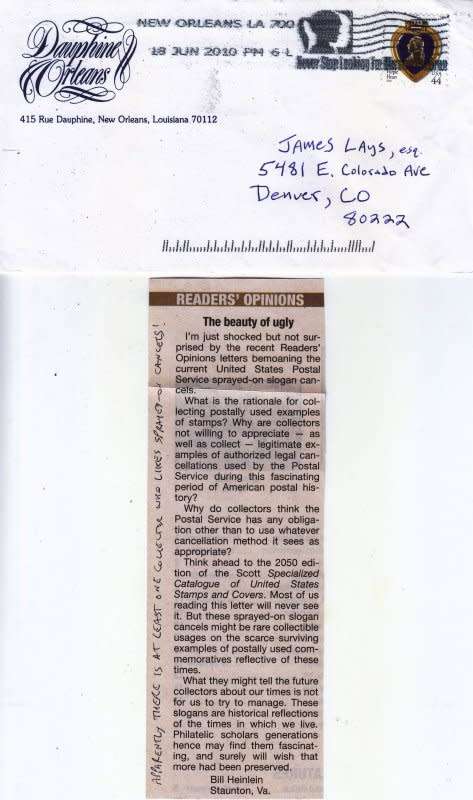 Dauphine
Orleans
415 Rue Dauphine, New Orleans, Louisiana 70112
NEW ORLEANS LA 700
18 JUN 2010 PM 6 L
Never Stop Looking For
USA
44
JAMES LAYS, esq.
5481 E. Colorado Ave
Denver, CO
80222
READERS' OPINIONS
The beauty of ugly
I'm just shocked but not sur-
prised by the recent Readers'
Opinions letters bemoaning the
current United States Postal
Service sprayed-on slogan can-
cels.
What is the rationale for col-
lecting postally used examples
of stamps? Why are collectors
not willing to appreciate — as
well as collect — legitimate ex-
amples of authorized legal can-
cellations used by the Postal
Service during this fascinating
period of American postal his-
tory?
Why do collectors think the
Postal Service has any obliga-
tion other than to use whatever
cancellation method it sees as
appropriate?
Think ahead to the 2050 edi-
tion of the Scott Specialized
Catalogue of United States
Stamps and Covers. Most of us
reading this letter will never see
it. But these sprayed-on slogan
cancels might be rare collectible
usages on the scarce surviving
examples of postally used com-
memoratives reflective of these
times.
What they might tell the future
collectors about our times is not
for us to try to manage. These
slogans are historical reflections
of the times in which we live.
Philatelic scholars generations
hence may find them fascinat-
ing, and surely will wish that
more had been preserved.
Bill Heinlein
Staunton, Va.
APPARENTLY THERE IS AT LEAST ONE COLLECTOR WHO LIKES SPRAYED-ON CANCELS!